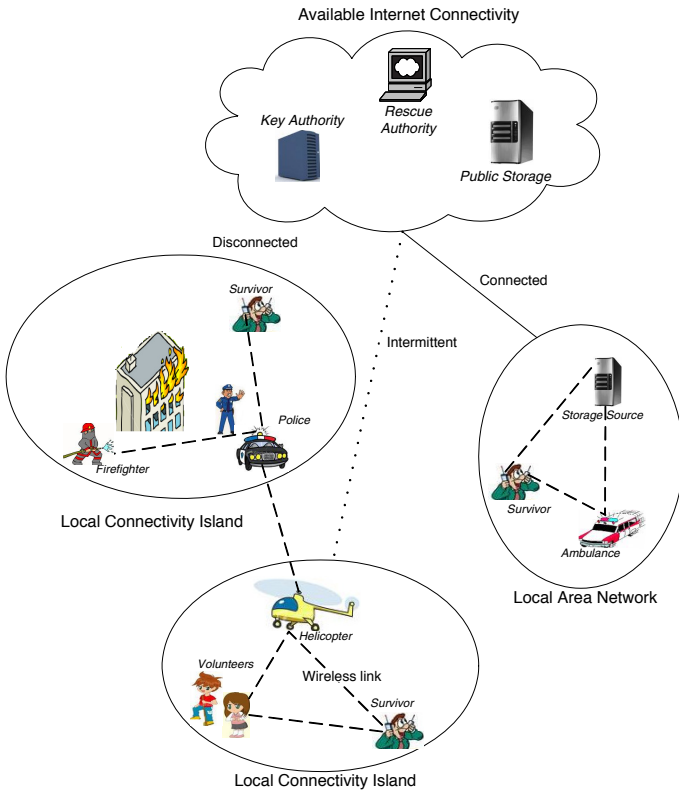 Available Internet Connectivity
Key Authority
Rescue
Authority
Public Storage
Disconnected
Survivor
Connected
Intermittent
Police
Firefighter
Storage Source
Survivor
Ambulance
Local Connectivity Island
Local Area Network
Helicopter
Volunteers
Wireless link
Survivor
Local Connectivity Island